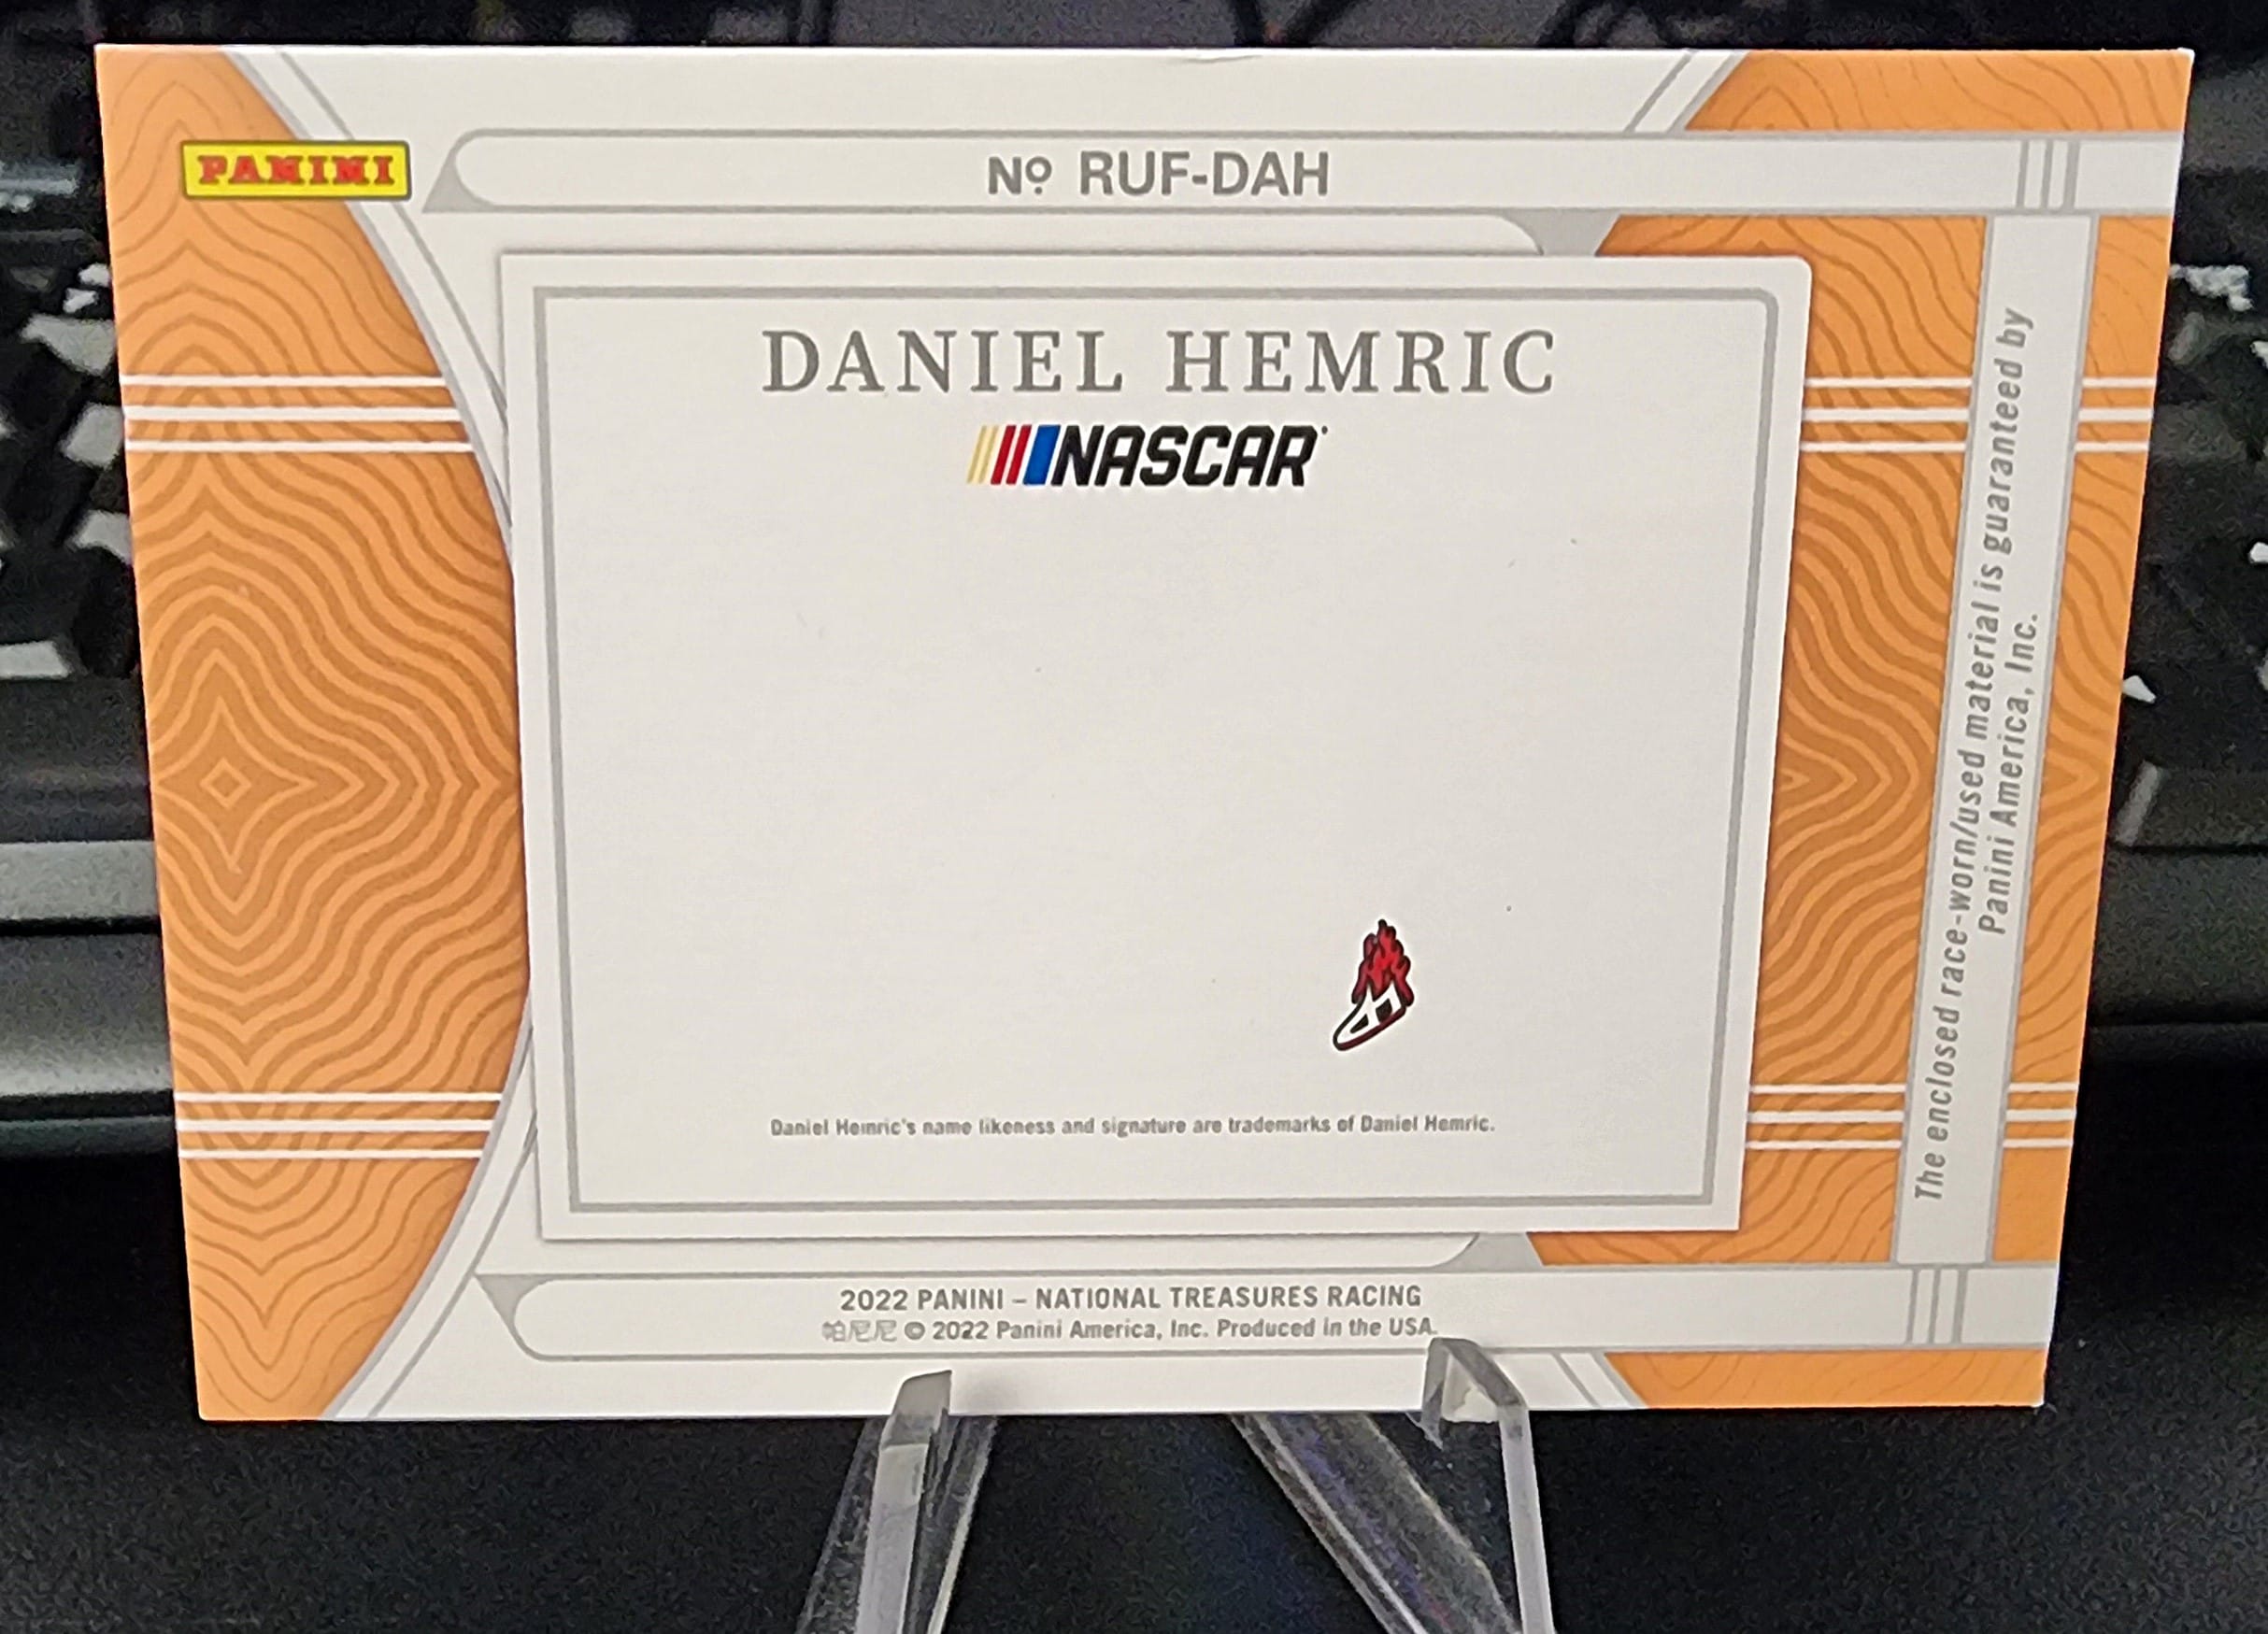 PANINI
Nº RUF-DAH
DANIEL HEMRIC
NASCAR
Daniel Hemric's name likeness and signature are trademarks of Daniel Hemric.
2022 PANINI – NATIONAL TREASURES RACING
帕尼尼 © 2022 Panini America, Inc. Produced in the USA.
The enclosed race-worn/used material is guaranteed by
Panini America, Inc.